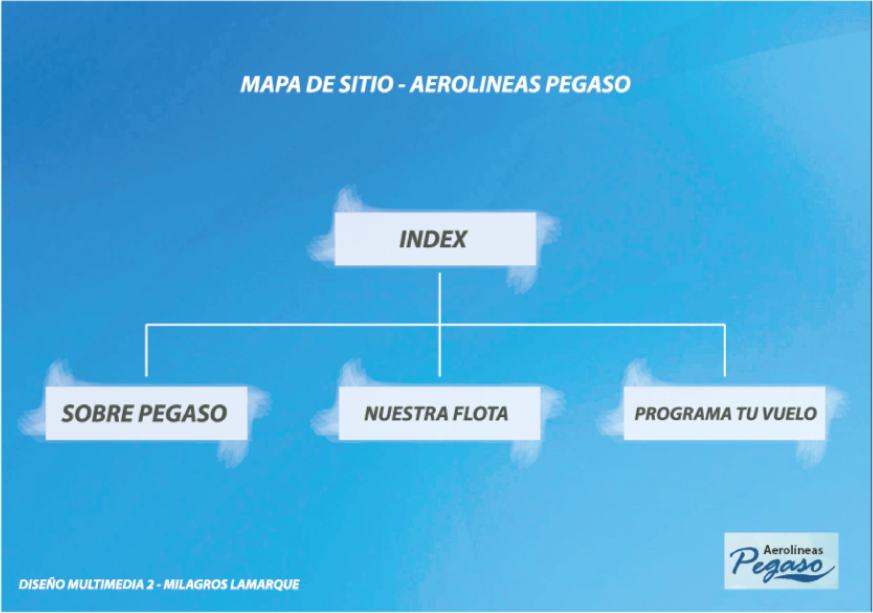 MAPA DE SITIO - AEROLINEAS PEGASO
INDEX
SOBRE PEGASO
NUESTRA FLOTA
PROGRAMA TU VUELO
Aerolíneas
Pegaso
DISEÑO MULTIMEDIA 2 - MILAGROS LAMARQUE